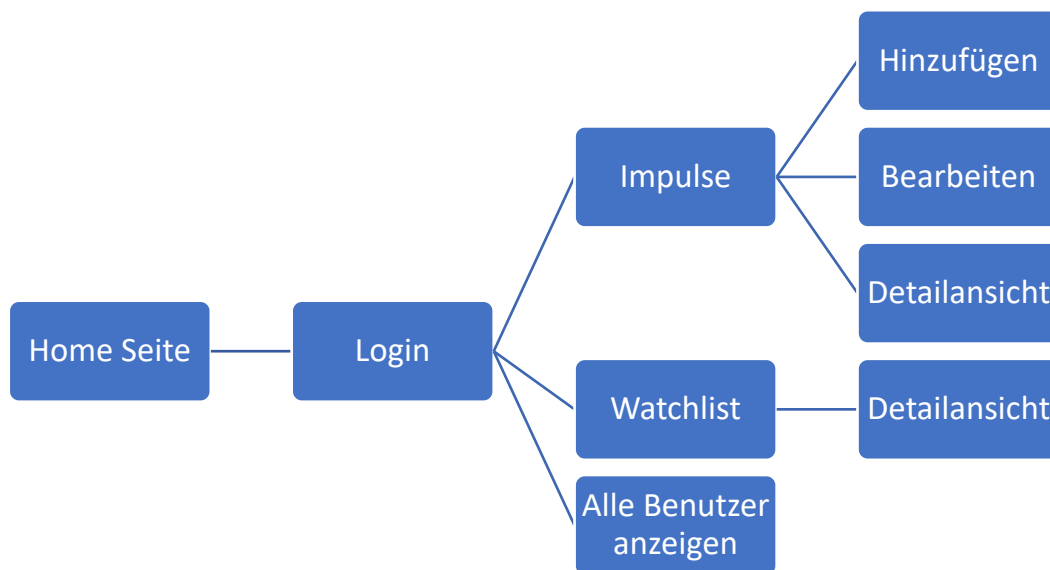 Home Seite
Login
Impulse
Hinzufügen
Bearbeiten
Detailansicht
Watchlist
Detailansicht
Alle Benutzer
anzeigen